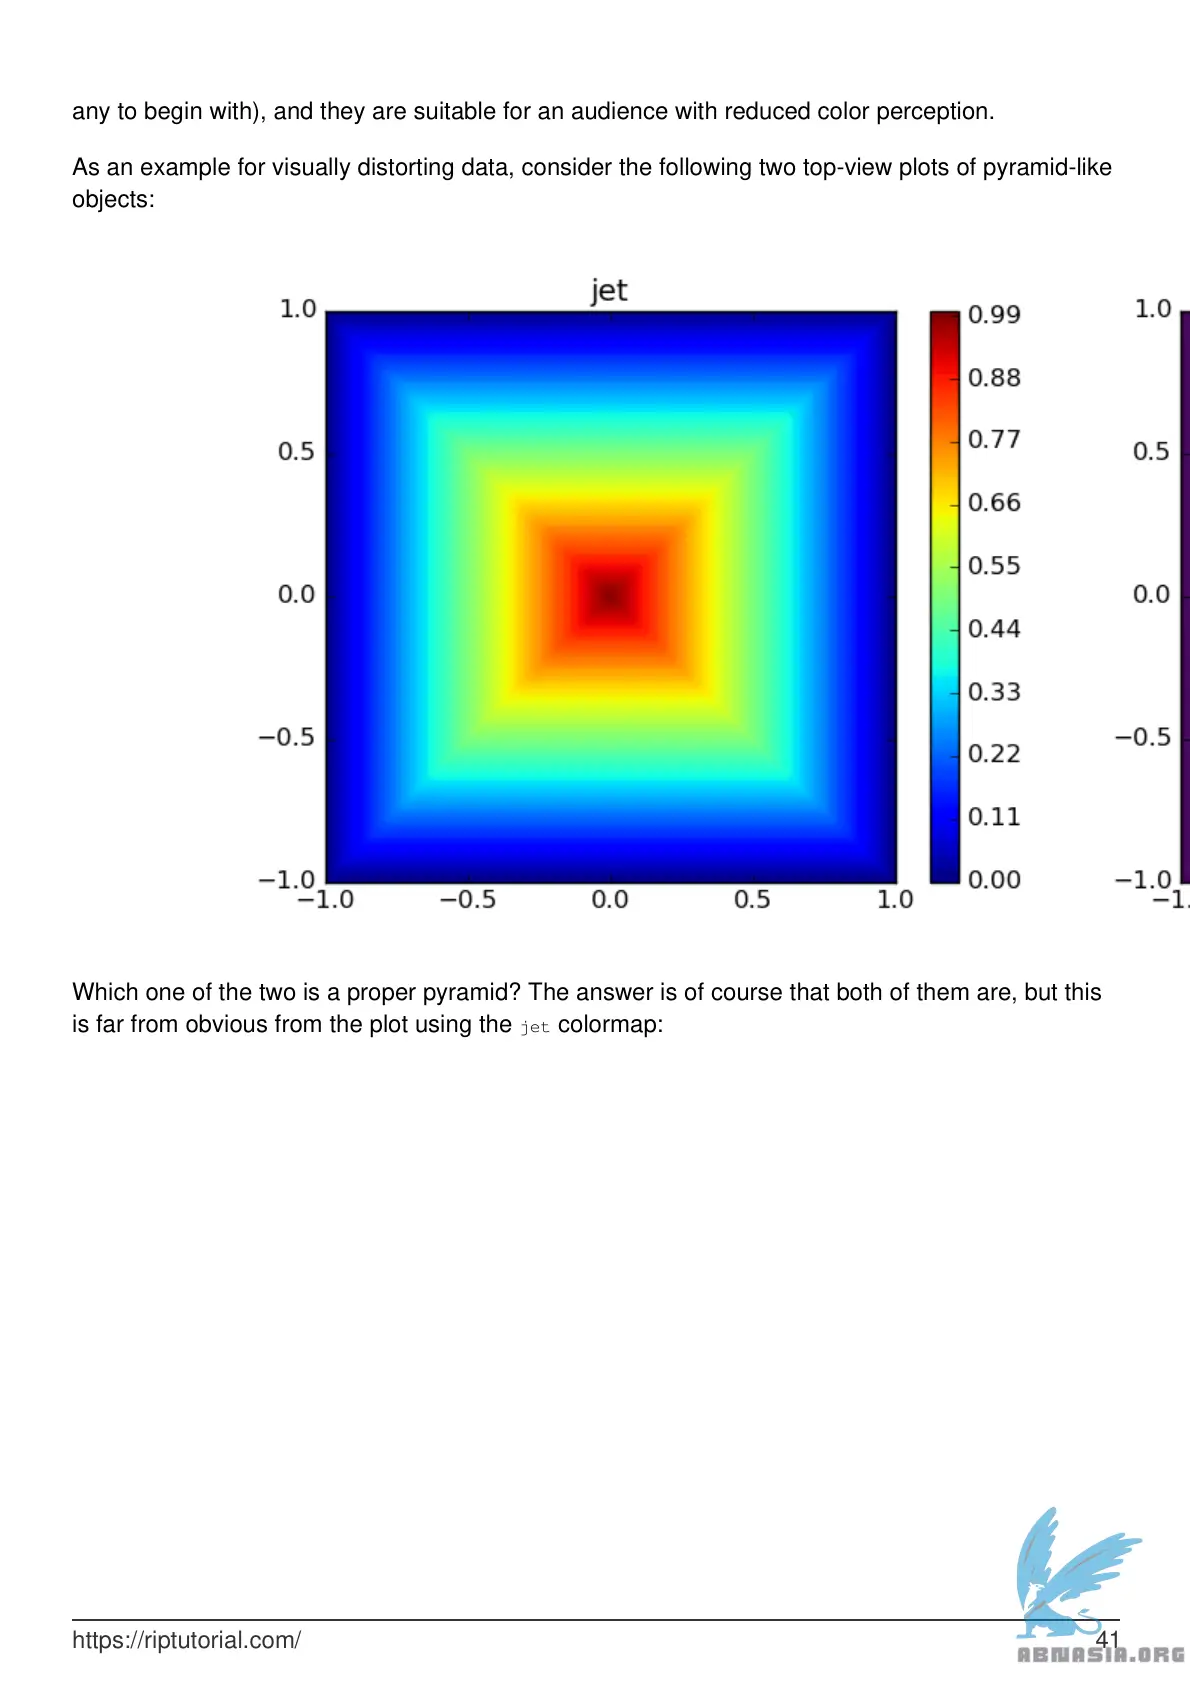 any to begin with), and they are suitable for an audience with reduced color perception.
As an example for visually distorting data, consider the following two top-view plots of pyramid-like
objects:
jet
1.0
0.5
0.0
−0.5
−1.0
−1.0 −0.5 0.0 0.5 1.0
0.99
0.88
0.77
0.66
0.55
0.44
0.33
0.22
0.11
0.00
1.0
0.5
0.0
−0.5
−1.0
−1.
Which one of the two is a proper pyramid? The answer is of course that both of them are, but this
is far from obvious from the plot using the jet colormap:
https://riptutorial.com/ 41
ABNASIA.ORG